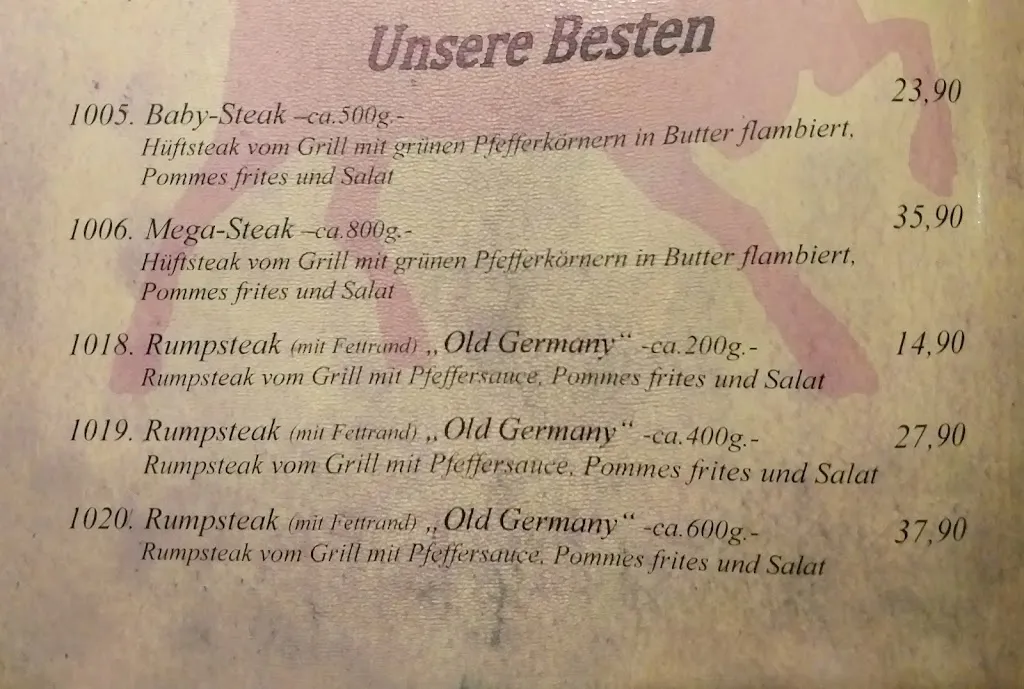 Unsere Besten
1005. Baby-Steak –ca.500g.- 23,90
Hüftsteak vom Grill mit grünen Pfefferkörnern in Butter flambiert,
Pommes frites und Salat
1006. Mega-Steak –ca.800g.- 35,90
Hüftsteak vom Grill mit grünen Pfefferkörnern in Butter flambiert,
Pommes frites und Salat
1018. Rumpsteak (mit Fettrand) „Old Germany“ -ca.200g.- 14,90
Rumpsteak vom Grill mit Pfeffersauce, Pommes frites und Salat
1019. Rumpsteak (mit Fettrand) „Old Germany“ -ca.400g.- 27,90
Rumpsteak vom Grill mit Pfeffersauce, Pommes frites und Salat
1020. Rumpsteak (mit Fettrand) „Old Germany“ -ca.600g.- 37,90
Rumpsteak vom Grill mit Pfeffersauce, Pommes frites und Salat